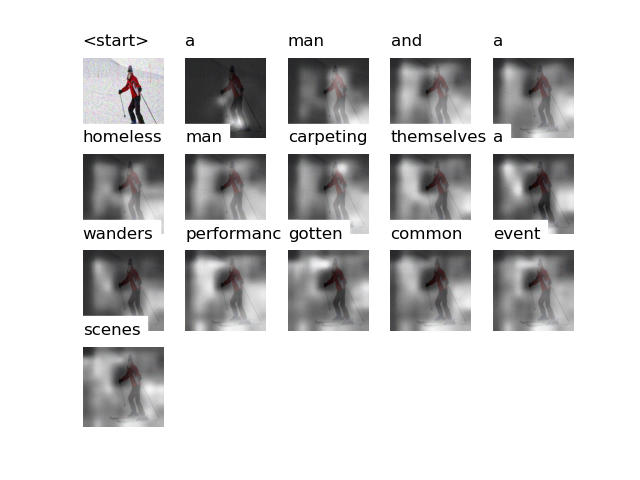 <start> a man and a
homeless man carpeting themselves a
wanders performanc gotten common event
scenes